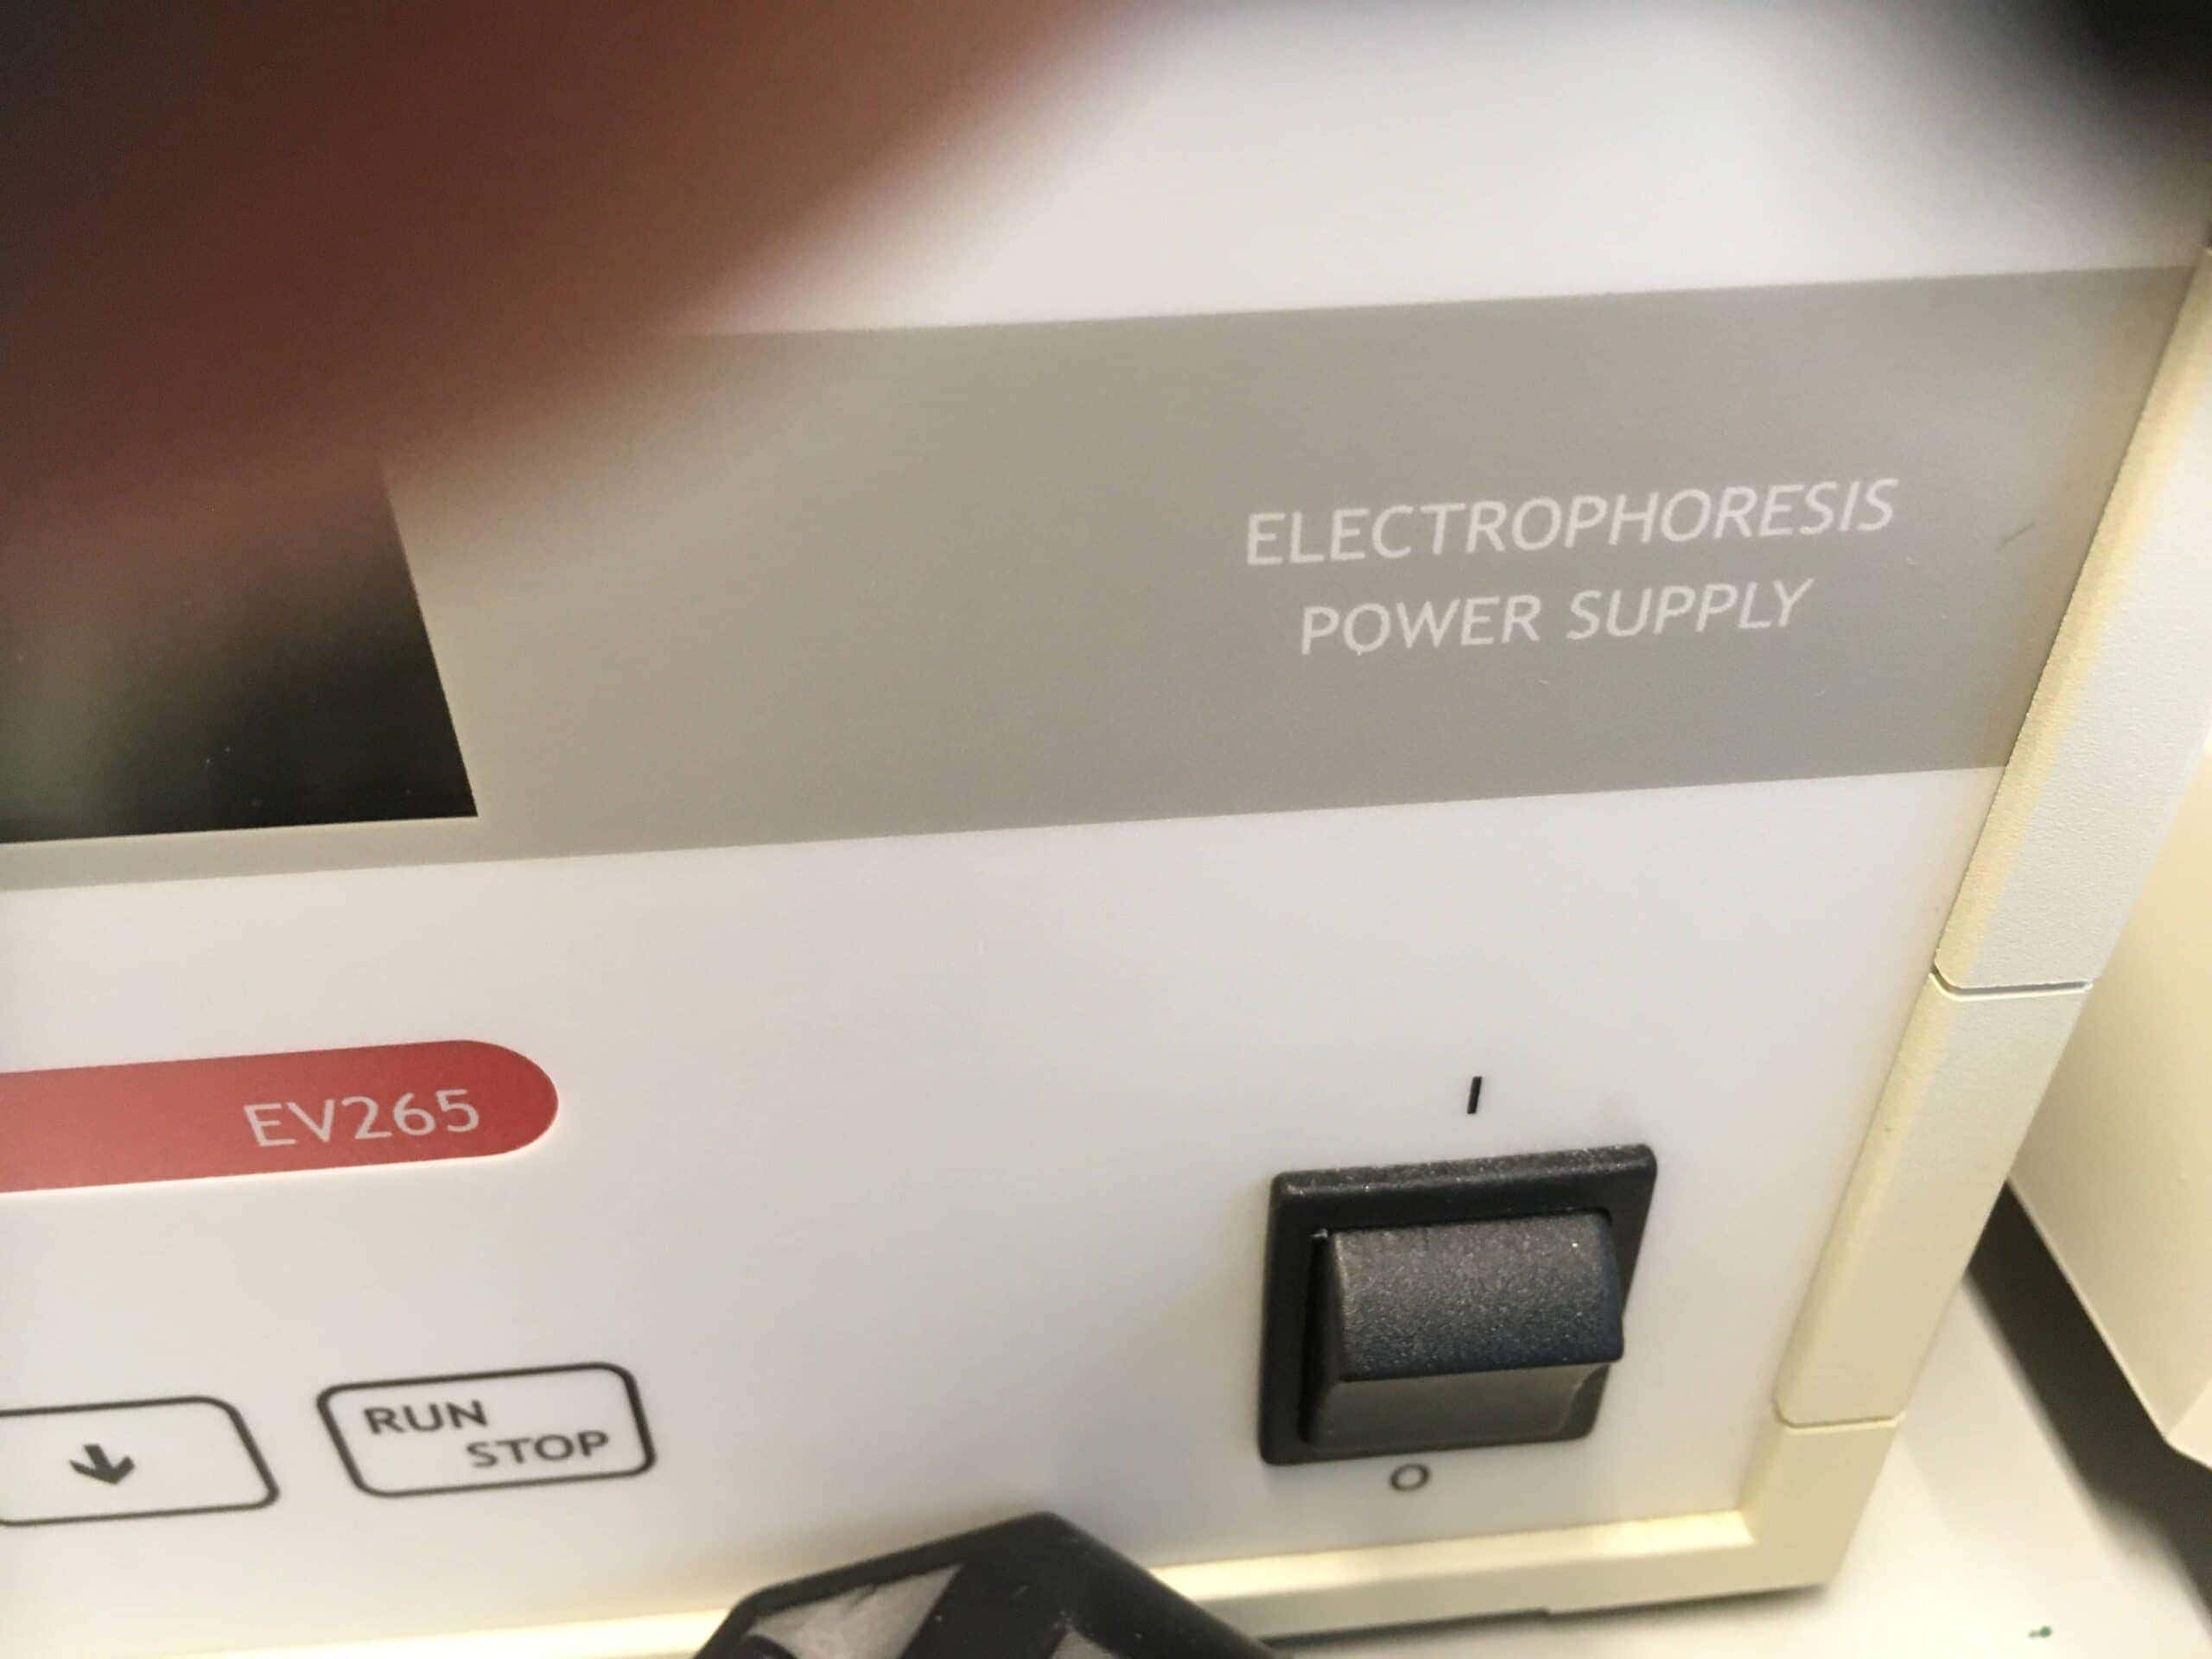 ELECTROPHORESIS
POWER SUPPLY
EV265
I
RUN
STOP
O